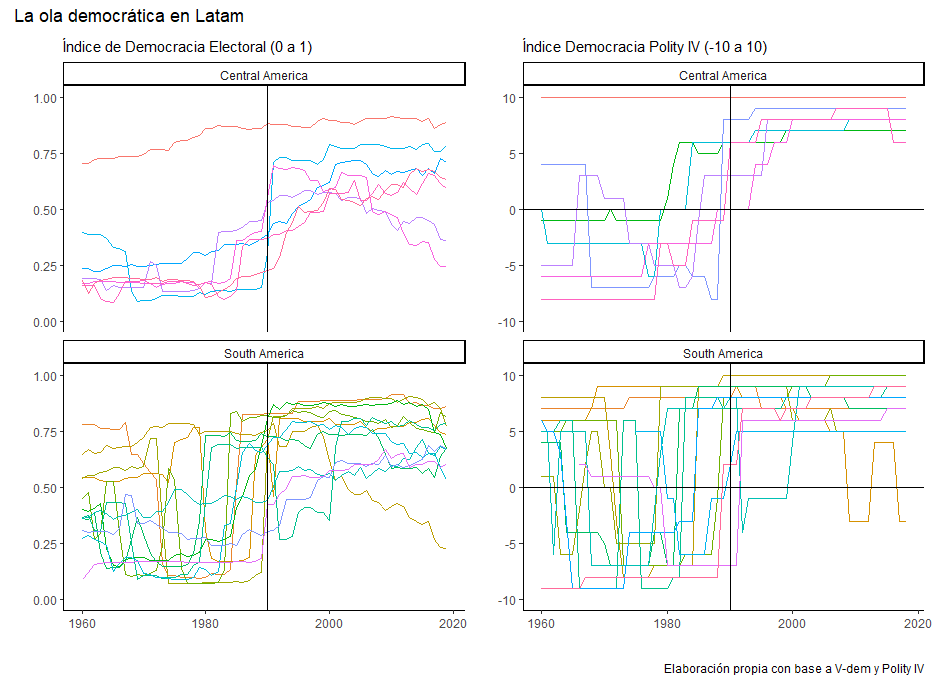 La ola democrática en Latam
Índice de Democracia Electoral (0 a 1)
Índice Democracia Polity IV (-10 a 10)
Central America
Central America
1.00
0.75
0.50
0.25
0.00
10
5
0
-5
-10
South America
South America
1.00
0.75
0.50
0.25
0.00
10
5
0
-5
-10
1960 1980 2000 2020
1960 1980 2000 2020
Elaboración propia con base a V-dem y Polity IV